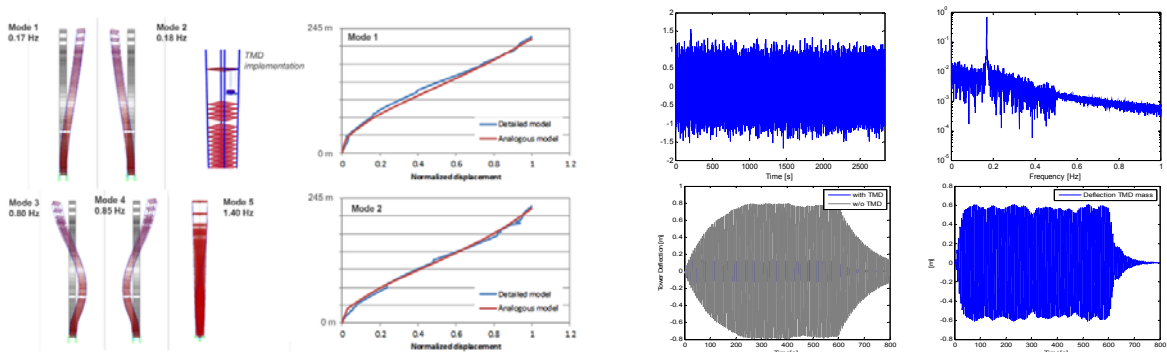 Mode 1
0.17 Hz
Mode 2
0.18 Hz
TMD
implementation
Mode 3
0.80 Hz
Mode 4
0.85 Hz
Mode 5
1.40 Hz
245 m
Mode 1
Detailed model
Analogous model
0 m
0 0.2 0.4 0.6 0.8 1 1.2
Normalized displacement
245 m
Mode 2
Detailed model
Analogous model
0 m
0 0.2 0.4 0.6 0.8 1 1.2
Normalized displacement
2
1.5
1
0.5
0
-0.5
-1
-1.5
-2
0 500 1000 1500 2000 2500
Time [s]
10^0
10^-1
10^-2
10^-3
10^-4
10^-5
0 0.2 0.4 0.6 0.8 1
Frequency [Hz]
1
0.8
0.6
0.4
0.2
0
-0.2
-0.4
-0.6
-0.8
Tower Deflection [m]
with TMD
w/o TMD
0 100 200 300 400 500 600 700 800
1
0.8
0.6
0.4
0.2
0
-0.2
-0.4
-0.6
-0.8
[m]
Deflection TMD mass
0 100 200 300 400 500 600 700 800